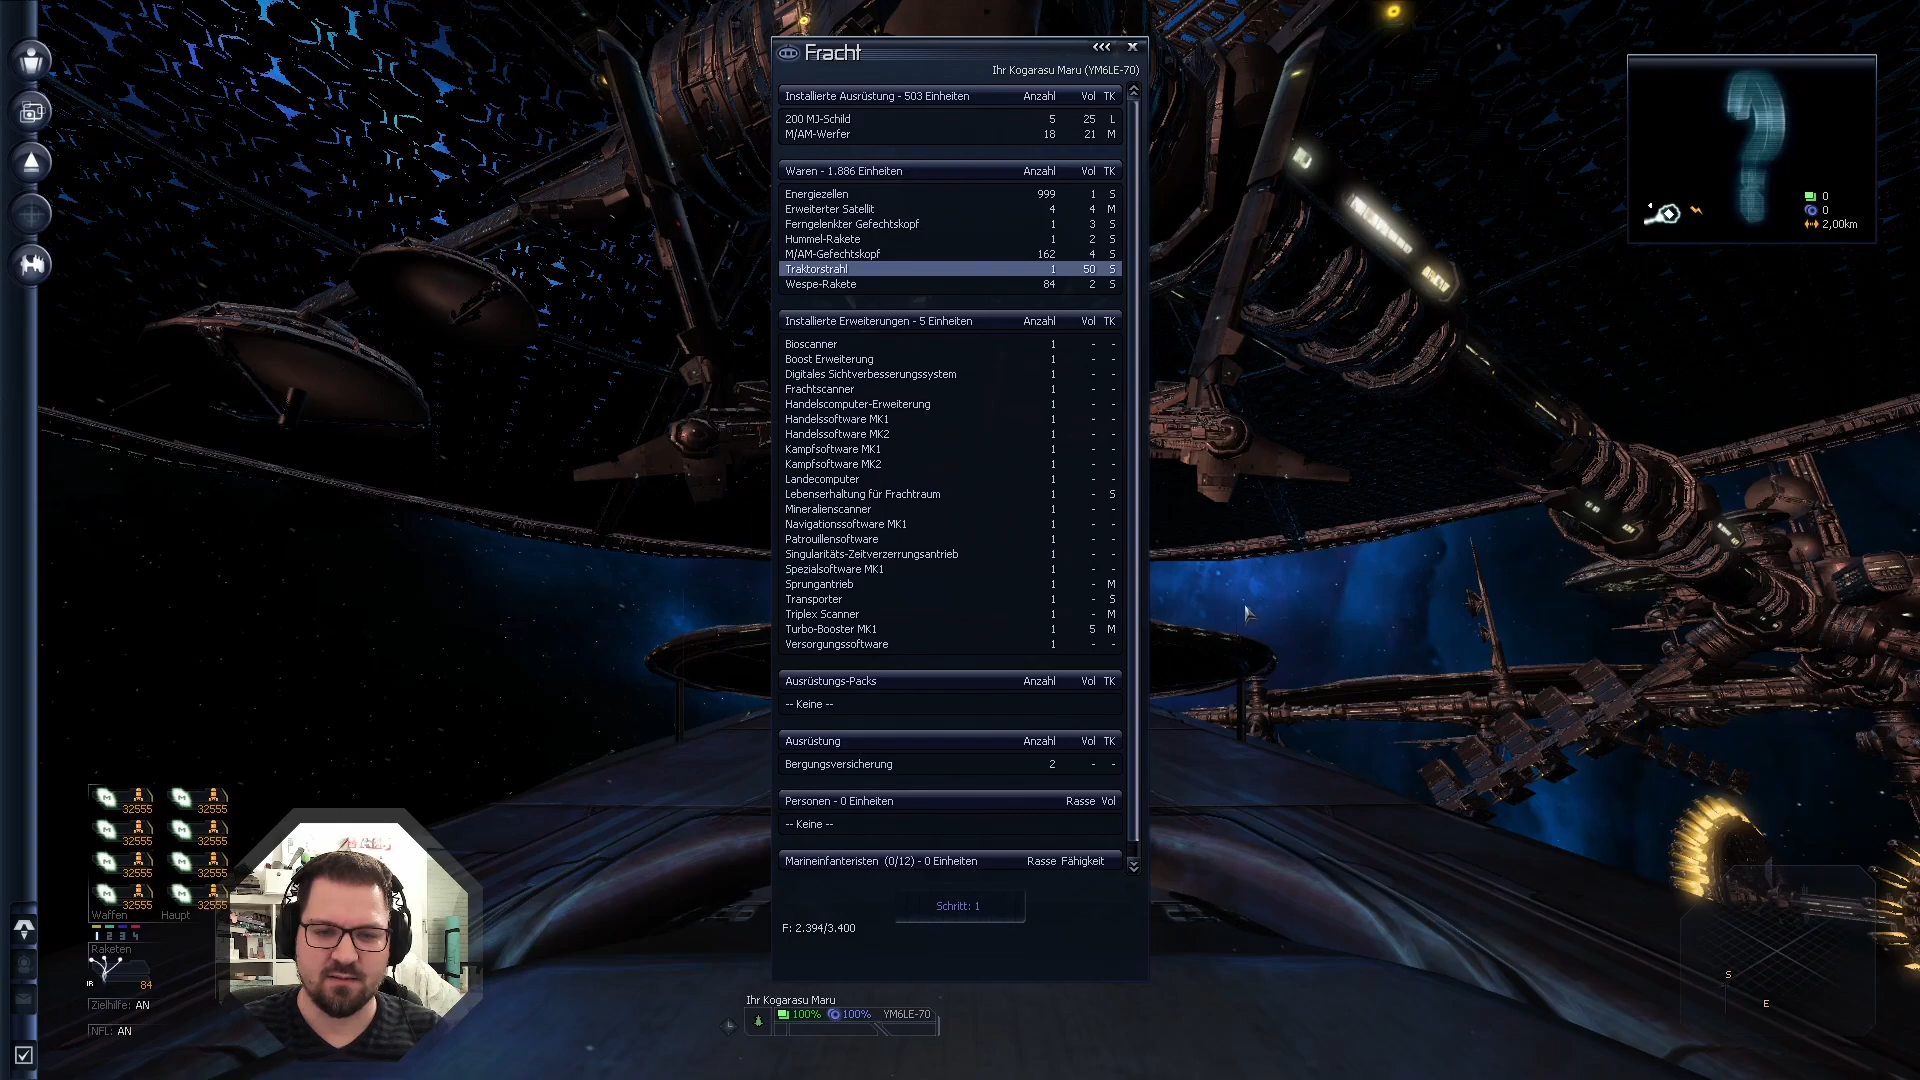 Fracht
Ihr Kogarasu Maru (YM6LE-70)
Installierte Ausrüstung - 503 Einheiten Anzahl Vol TK
200 MJ-Schild 5 25 L
M/AM-Werfer 18 21 M
Waren - 1.886 Einheiten Anzahl Vol TK
Energiezellen 999 1 S
Erweiterter Satellit 4 4 M
Ferngelenkter Gefechtskopf 1 3 S
Hummel-Rakete 1 2 S
M/AM-Gefechtskopf 162 4 S
Traktorstrahl 1 50 S
Wespe-Rakete 84 2 S
Installierte Erweiterungen - 5 Einheiten Anzahl Vol TK
Bioscanner 1 - -
Boost Erweiterung 1 - -
Digitales Sichtverbesserungssystem 1 - -
Frachtscanner 1 - -
Handelscomputer-Erweiterung 1 - -
Handelssoftware MK1 1 - -
Handelssoftware MK2 1 - -
Kampfsoftware MK1 1 - -
Kampfsoftware MK2 1 - -
Landecomputer 1 - -
Lebenserhaltung für Frachtraum 1 - S
Mineralienscanner 1 - -
Navigationssoftware MK1 1 - -
Patrouillensoftware 1 - -
Singularitäts-Zeitverzerrungsantrieb 1 - -
Spezialsoftware MK1 1 - -
Sprungantrieb 1 - M
Transporter 1 - S
Triplex Scanner 1 - M
Turbo-Booster MK1 1 5 M
Versorgungssoftware 1 - -
Ausrüstungs-Packs Anzahl Vol TK
-- Keine --
Ausrüstung Anzahl Vol TK
Bergungsversicherung 2 - -
Personen - 0 Einheiten Rasse Vol
-- Keine --
Marineinfanteristen (0/12) - 0 Einheiten Rasse Fähigkeit
Schritt: 1
F: 2.394/3.400
0
0
2,00km
32555 32555
32555 32555
32555 32555
32555 32555
Waffen Haupt
1 2 3 4
Raketen
IR 84
Zielhilfe: AN
NFL: AN
Ihr Kogarasu Maru
100% 100% YM6LE-70
S
E